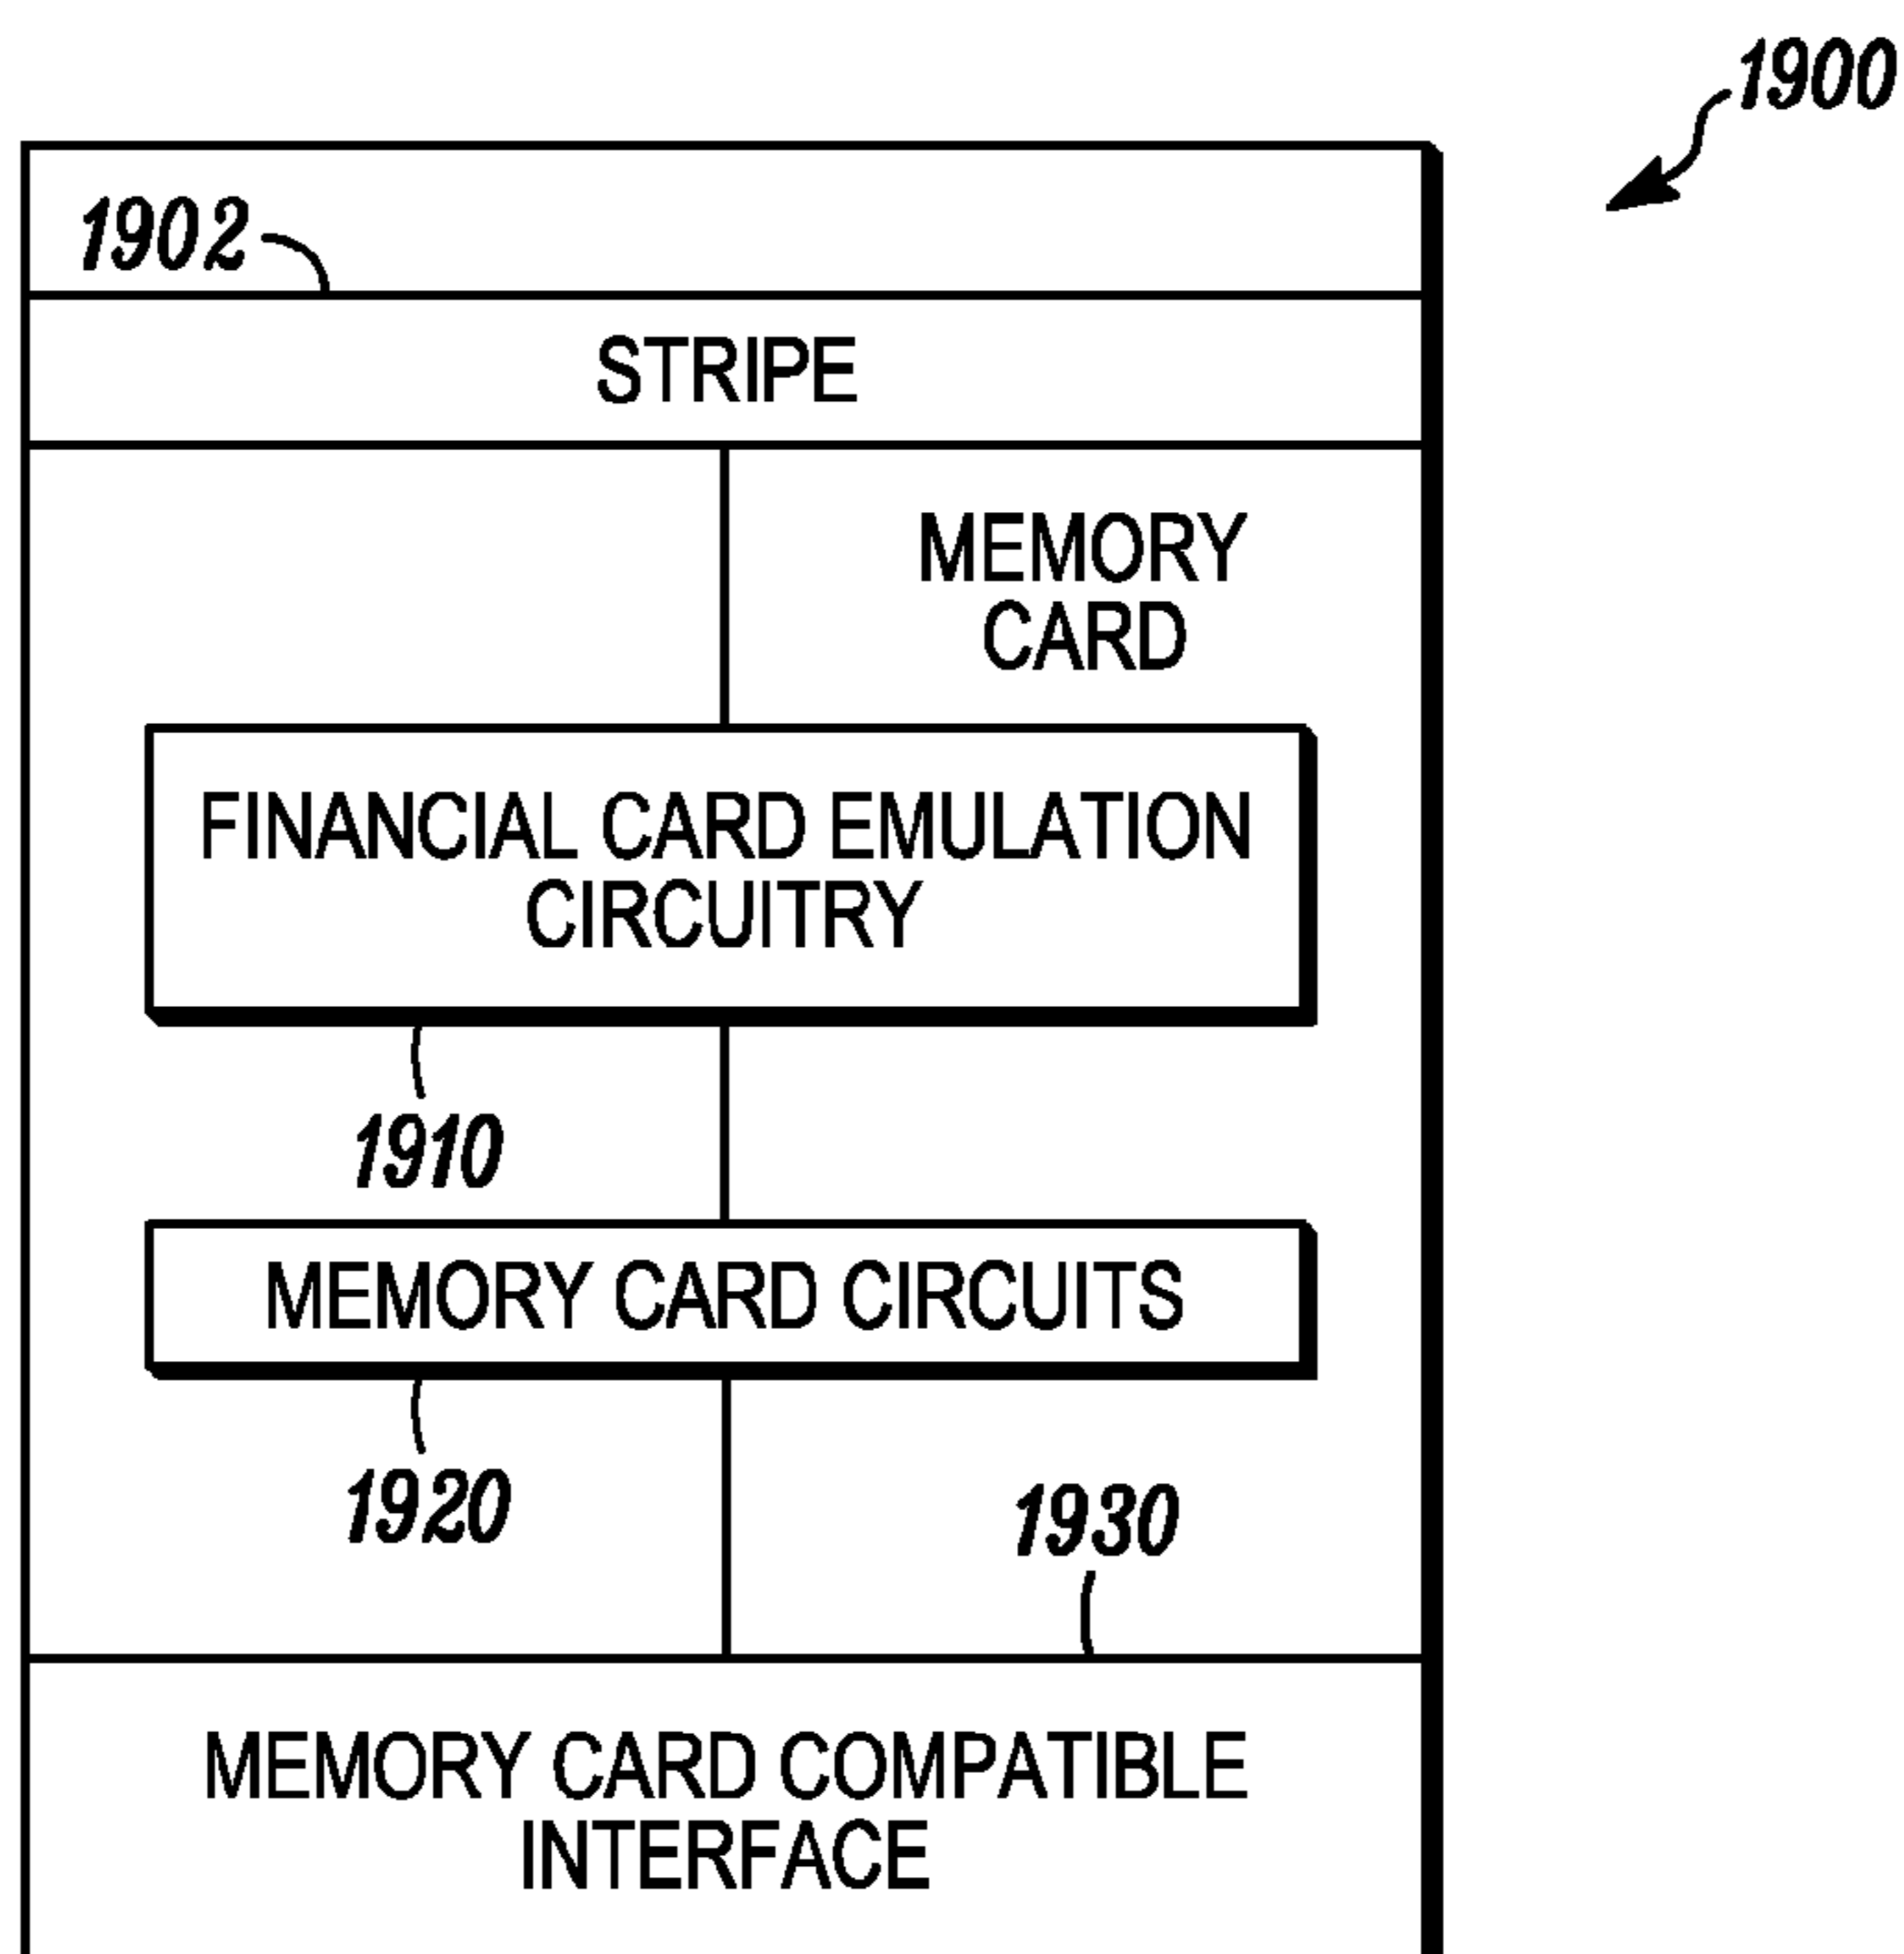 1900
1902
STRIPE
MEMORY
CARD
FINANCIAL CARD EMULATION
CIRCUITRY
1910
MEMORY CARD CIRCUITS
1920
1930
MEMORY CARD COMPATIBLE
INTERFACE